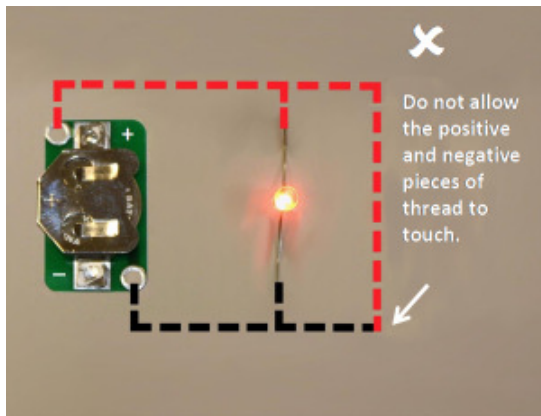 Do not allow
the positive
and negative
pieces of
thread to
touch.
+
−